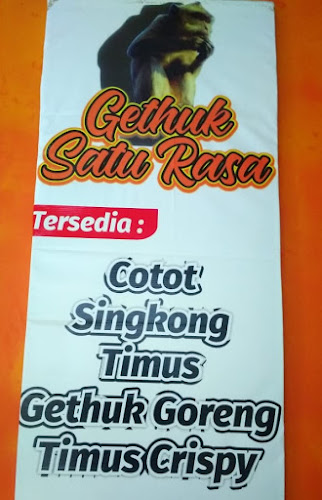 Gethuk
Satu Rasa
Tersedia :
Cotot
Singkong
Timus
Gethuk Goreng
Timus Crispy